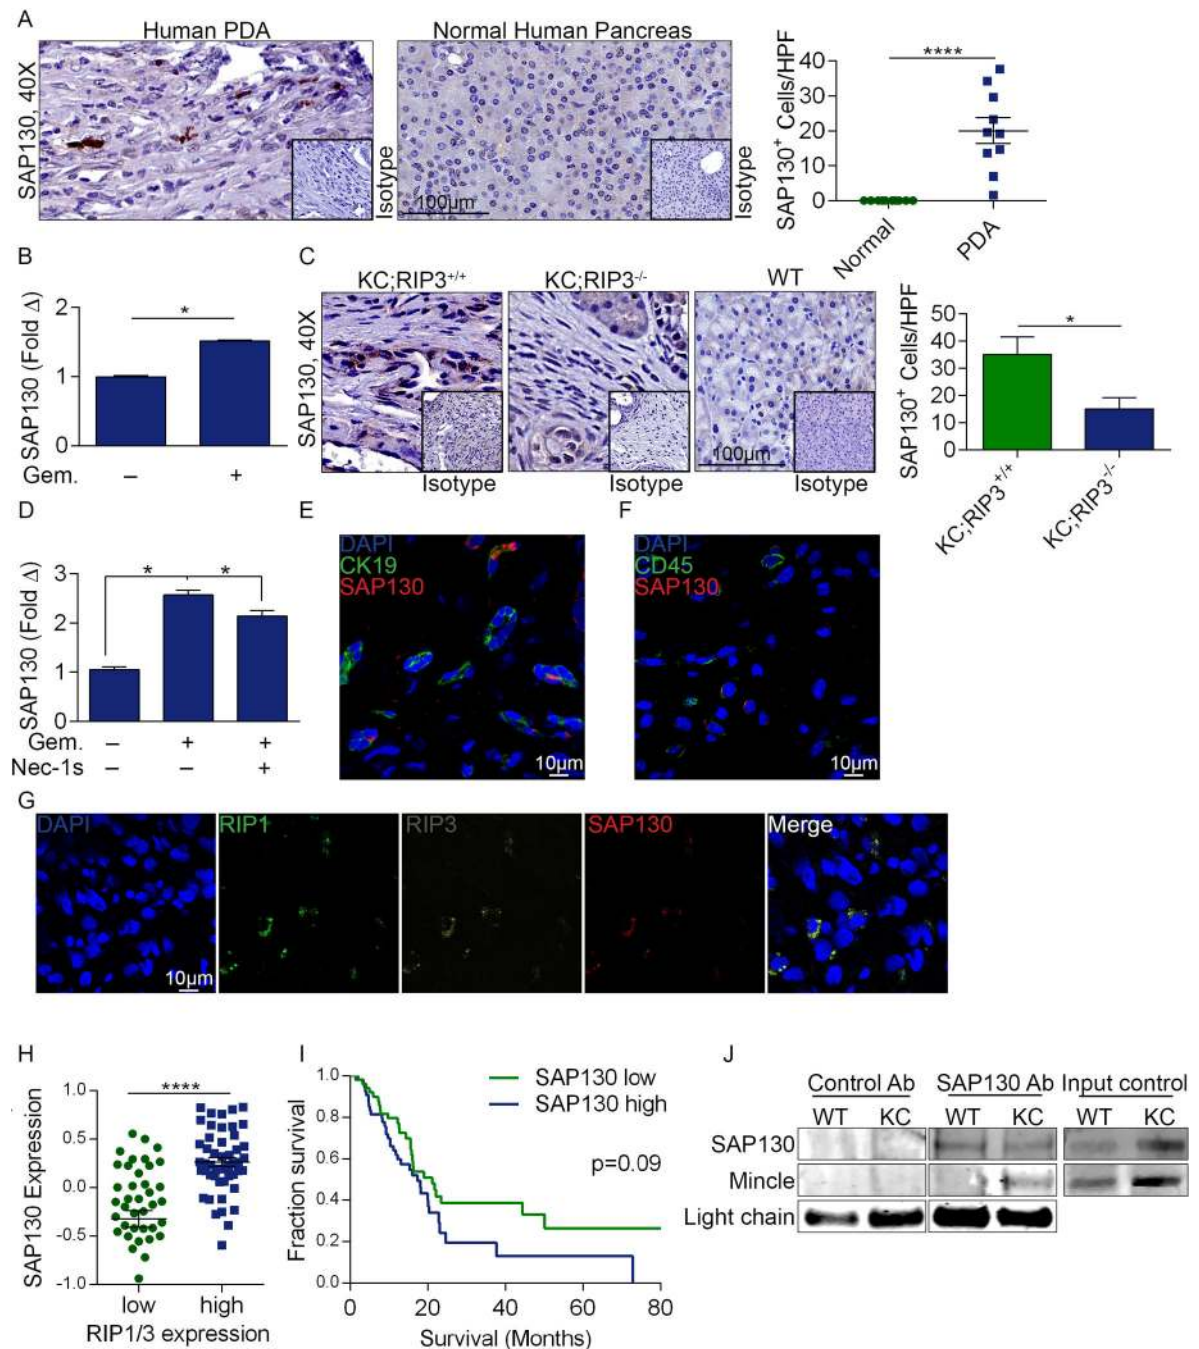 A
Human PDA
Normal Human Pancreas
SAP130, 40X
Isotype
100µm
Isotype
SAP130⁺ Cells/HPF
40
30
20
10
0
****
Normal
PDA
B
SAP130 (Fold Δ)
2
1
0
*
Gem. – +
C
KC;RIP3⁺/⁺
KC;RIP3⁻/⁻
WT
SAP130, 40X
100µm
Isotype
Isotype
Isotype
SAP130⁺ Cells/HPF
50
40
30
20
10
0
*
KC;RIP3⁺/⁺
KC;RIP3⁻/⁻
D
SAP130 (Fold Δ)
3
2
1
0
* *
Gem. – + +
Nec-1s – – +
E
DAPI
CK19
SAP130
10µm
F
DAPI
CD45
SAP130
10µm
G
DAPI
RIP1
RIP3
SAP130
Merge
10µm
H
SAP130 Expression
1.0
0.5
0.0
-0.5
-1.0
****
low high
RIP1/3 expression
I
Fraction survival
1.0
0.8
0.6
0.4
0.2
0.0
SAP130 low
SAP130 high
p=0.09
0 20 40 60 80
Survival (Months)
J
Control Ab SAP130 Ab Input control
WT KC WT KC WT KC
SAP130
Mincle
Light chain